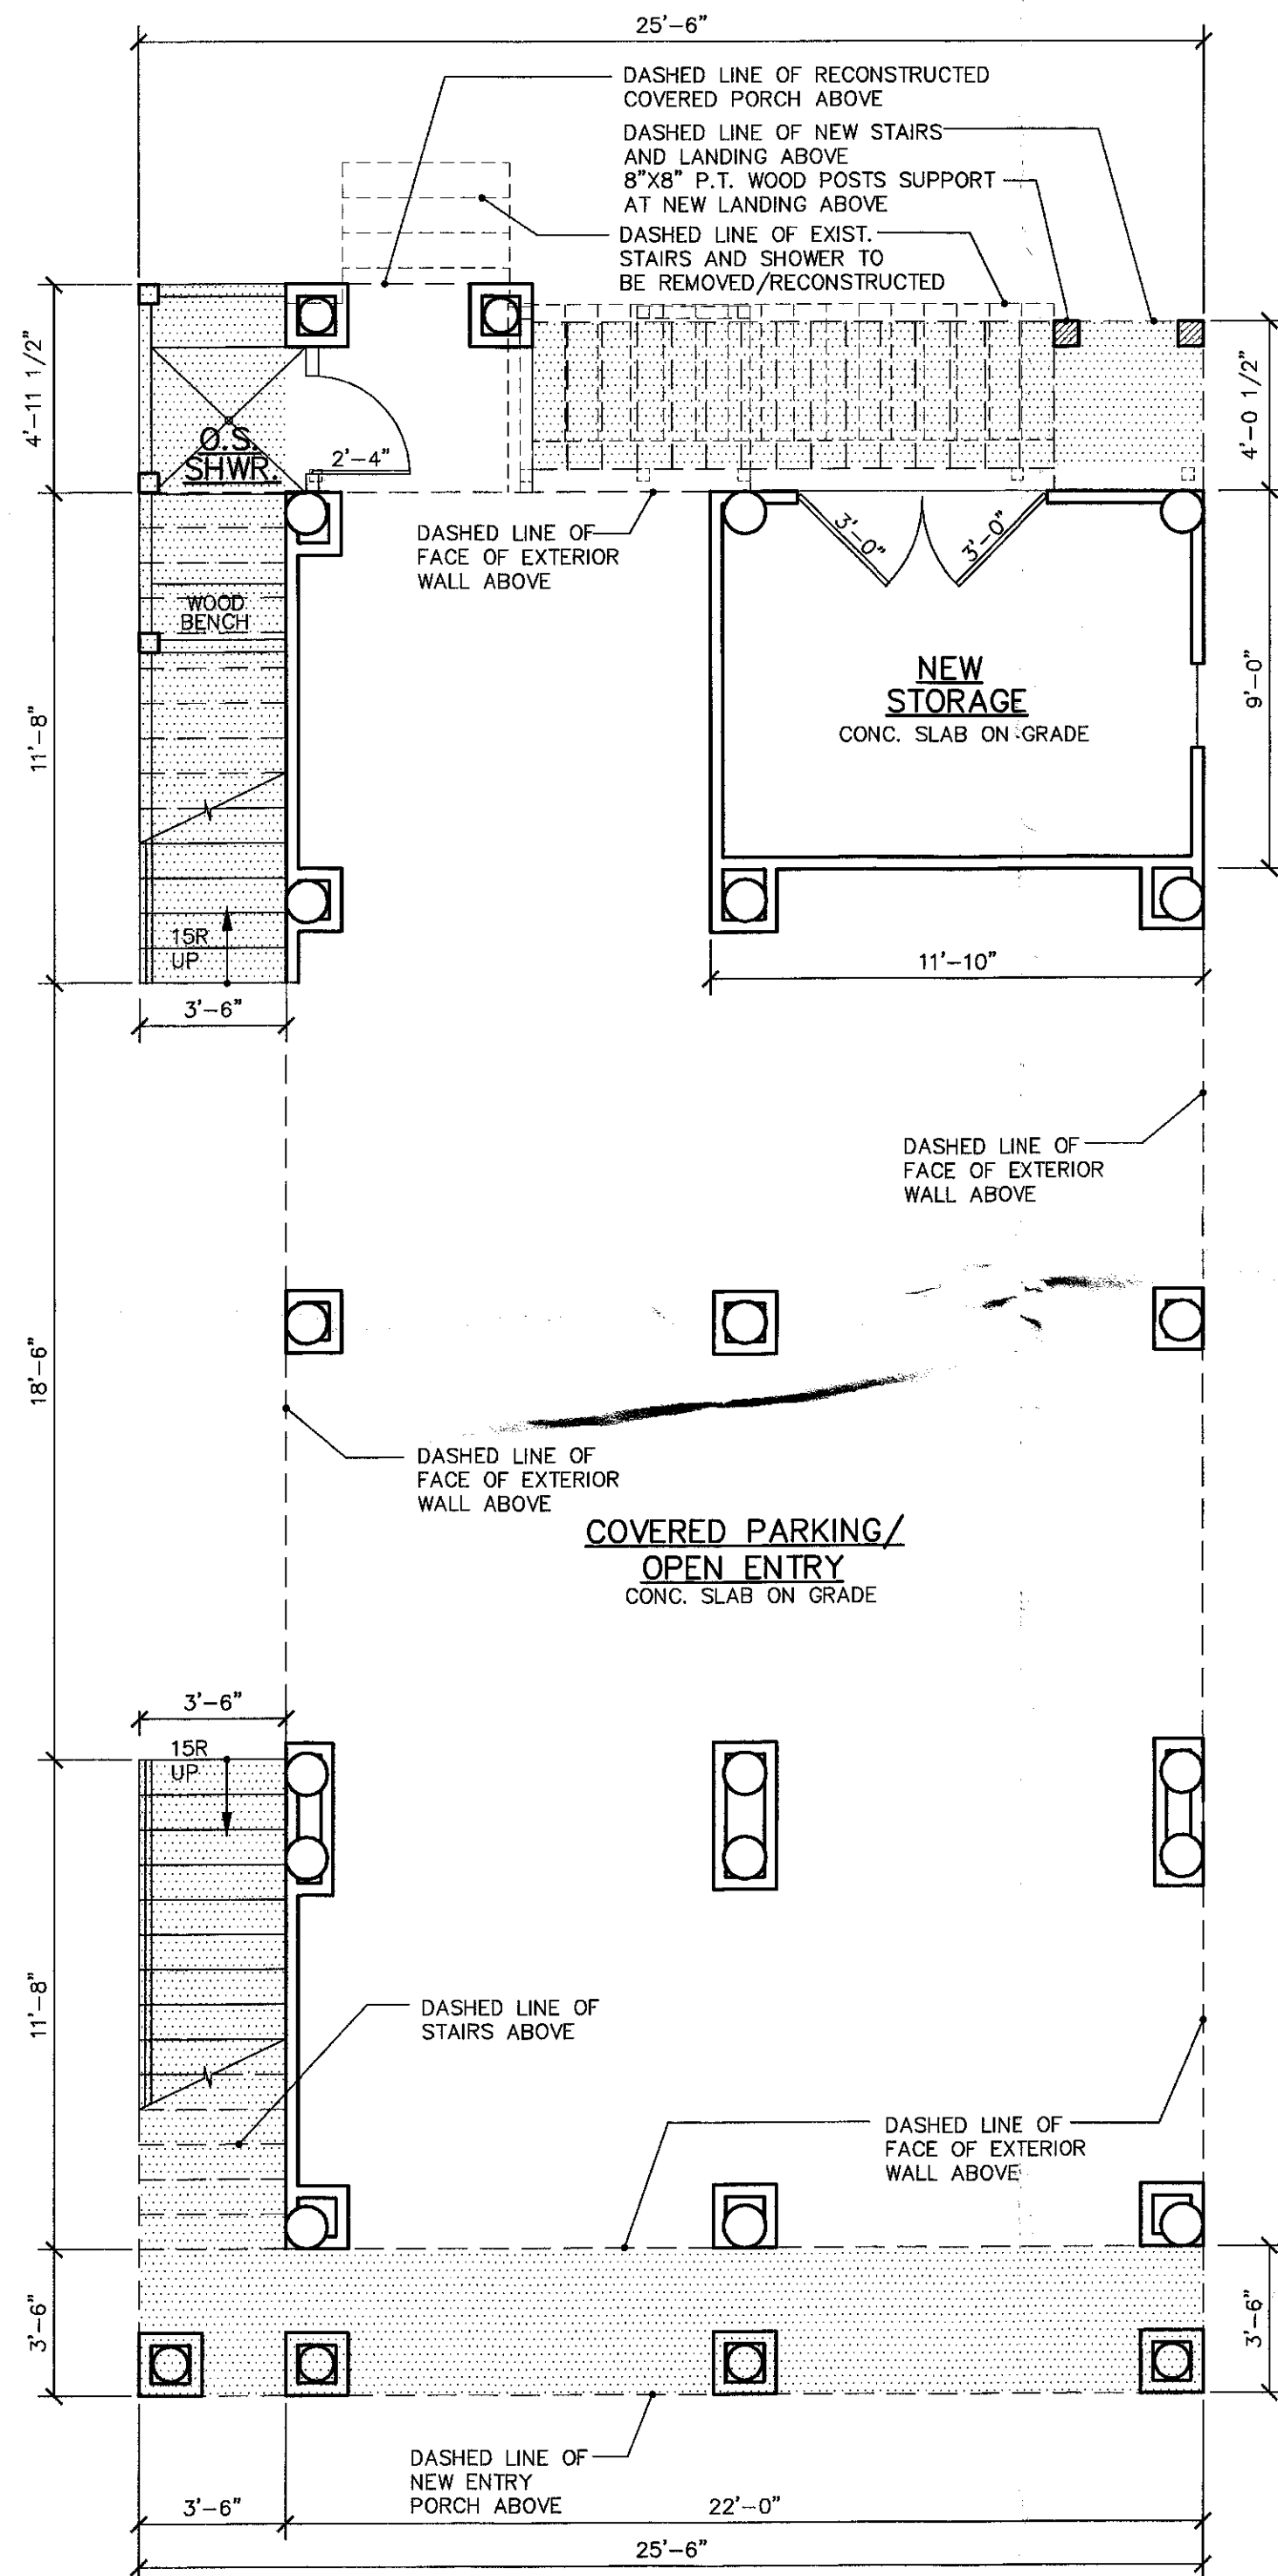 25'-6"
DASHED LINE OF RECONSTRUCTED
COVERED PORCH ABOVE
DASHED LINE OF NEW STAIRS
AND LANDING ABOVE
8"X8" P.T. WOOD POSTS SUPPORT
AT NEW LANDING ABOVE
DASHED LINE OF EXIST.
STAIRS AND SHOWER TO
BE REMOVED/RECONSTRUCTED
4'-11 1/2"
4'-0 1/2"
O.S.
SHWR.
2'-4"
DASHED LINE OF
FACE OF EXTERIOR
WALL ABOVE
3'-0"
3'-0"
WOOD
BENCH
NEW
STORAGE
CONC. SLAB ON GRADE
9'-0"
11'-8"
15R
UP
3'-6"
11'-10"
DASHED LINE OF
FACE OF EXTERIOR
WALL ABOVE
18'-6"
DASHED LINE OF
FACE OF EXTERIOR
WALL ABOVE
COVERED PARKING/
OPEN ENTRY
CONC. SLAB ON GRADE
3'-6"
15R
UP
11'-8"
DASHED LINE OF
STAIRS ABOVE
DASHED LINE OF
FACE OF EXTERIOR
WALL ABOVE
3'-6"
3'-6"
DASHED LINE OF
NEW ENTRY
PORCH ABOVE
3'-6"
22'-0"
25'-6"